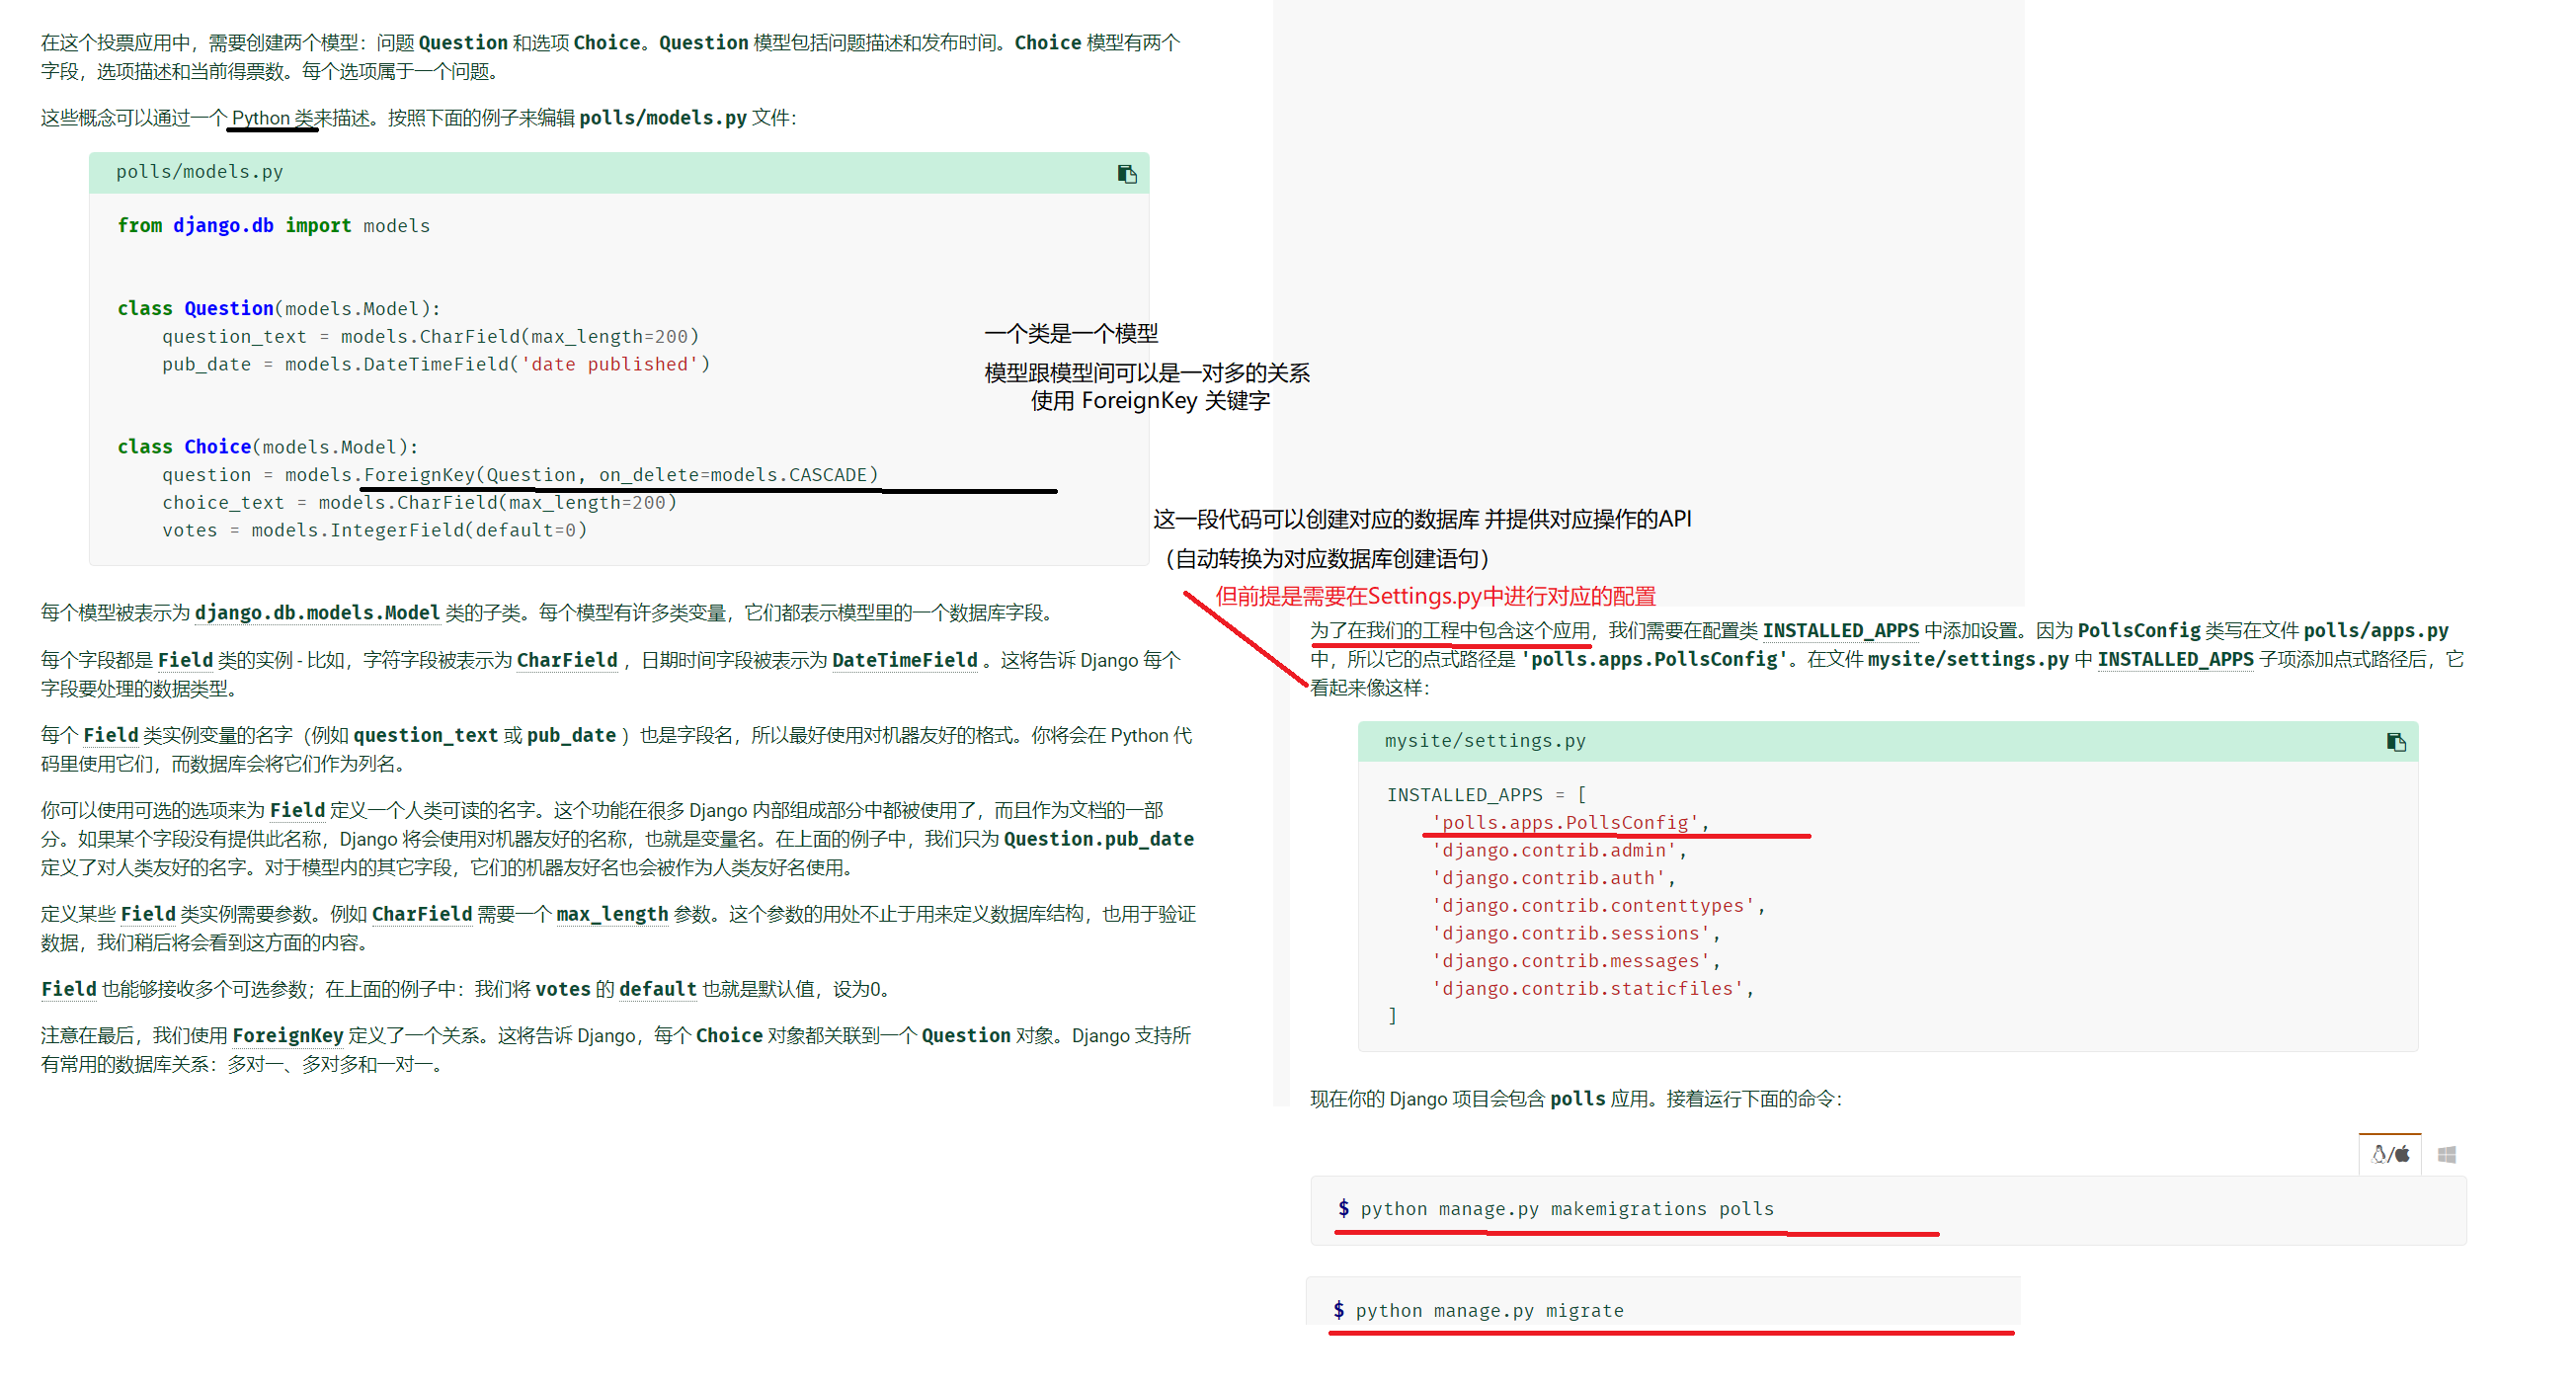 在这个投票应用中，需要创建两个模型：问题 Question 和选项 Choice。Question 模型包括问题描述和发布时间。Choice 模型有两个
字段，选项描述和当前得票数。每个选项属于一个问题。
这些概念可以通过一个 Python 类来描述。按照下面的例子来编辑 polls/models.py 文件：
polls/models.py
from django.db import models
class Question(models.Model):
    question_text = models.CharField(max_length=200)
    pub_date = models.DateTimeField('date published')
class Choice(models.Model):
    question = models.ForeignKey(Question, on_delete=models.CASCADE)
    choice_text = models.CharField(max_length=200)
    votes = models.IntegerField(default=0)
一个类是一个模型
模型跟模型间可以是一对多的关系
使用 ForeignKey 关键字
这一段代码可以创建对应的数据库 并提供对应操作的API
（自动转换为对应数据库创建语句）
但前提是需要在Settings.py中进行对应的配置
每个模型被表示为 django.db.models.Model 类的子类。每个模型有许多类变量，它们都表示模型里的一个数据库字段。
每个字段都是 Field 类的实例 - 比如，字符字段被表示为 CharField ，日期时间字段被表示为 DateTimeField 。这将告诉 Django 每个
字段要处理的数据类型。
每个 Field 类实例变量的名字（例如 question_text 或 pub_date ）也是字段名，所以最好使用对机器友好的格式。你将会在 Python 代
码里使用它们，而数据库会将它们作为列名。
你可以使用可选的选项来为 Field 定义一个人类可读的名字。这个功能在很多 Django 内部组成部分中都被使用了，而且作为文档的一部
分。如果某个字段没有提供此名称，Django 将会使用对机器友好的名称，也就是变量名。在上面的例子中，我们只为 Question.pub_date
定义了对人类友好的名字。对于模型内的其它字段，它们的机器友好名也会被作为人类友好名使用。
定义某些 Field 类实例需要参数。例如 CharField 需要一个 max_length 参数。这个参数的用处不止于用来定义数据库结构，也用于验证
数据，我们稍后将会看到这方面的内容。
Field 也能够接收多个可选参数；在上面的例子中：我们将 votes 的 default 也就是默认值，设为0。
注意在最后，我们使用 ForeignKey 定义了一个关系。这将告诉 Django，每个 Choice 对象都关联到一个 Question 对象。Django 支持所
有常用的数据库关系：多对一、多对多和一对一。
为了在我们的工程中包含这个应用，我们需要在配置类 INSTALLED_APPS 中添加设置。因为 PollsConfig 类写在文件 polls/apps.py
中，所以它的点式路径是 'polls.apps.PollsConfig'。在文件 mysite/settings.py 中 INSTALLED_APPS 子项添加点式路径后，它
看起来像这样：
mysite/settings.py
INSTALLED_APPS = [
    'polls.apps.PollsConfig',
    'django.contrib.admin',
    'django.contrib.auth',
    'django.contrib.contenttypes',
    'django.contrib.sessions',
    'django.contrib.messages',
    'django.contrib.staticfiles',
]
现在你的 Django 项目会包含 polls 应用。接着运行下面的命令：
/
$ python manage.py makemigrations polls
$ python manage.py migrate